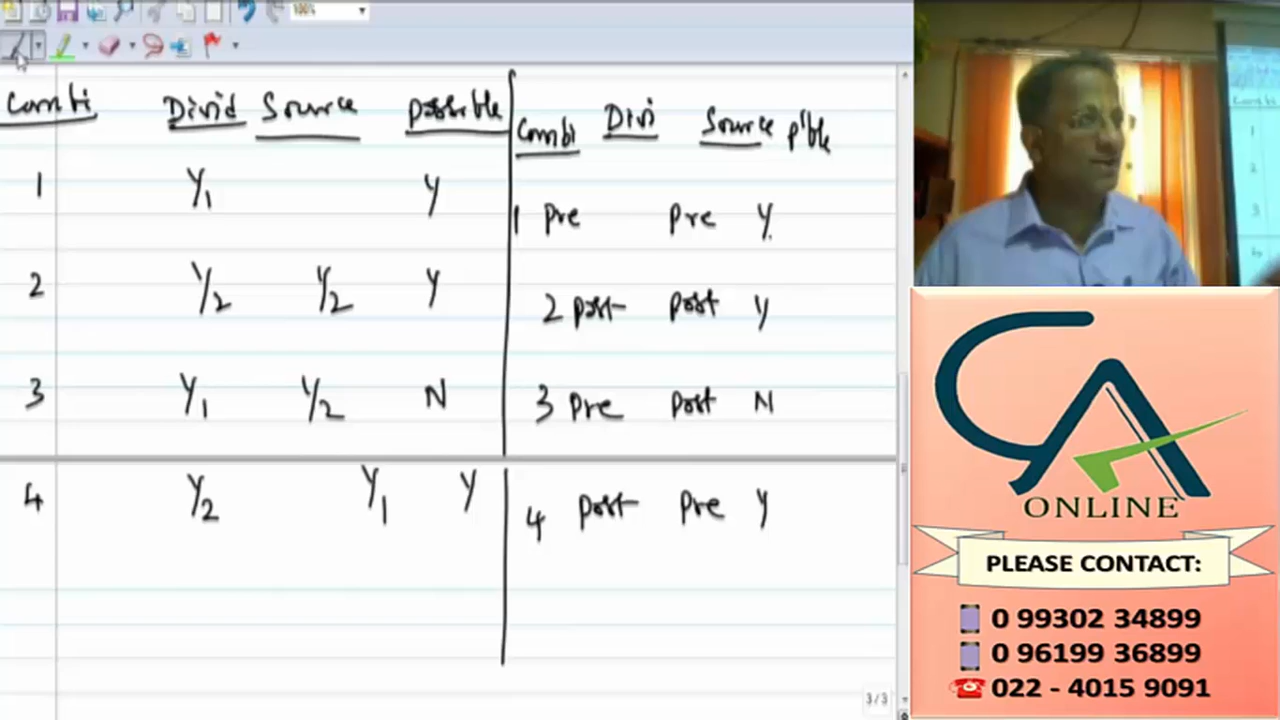 100%
Combi Divid Source possible
1 Y1 Y
2 Y2 Y2 Y
3 Y1 Y2 N
4 Y2 Y1 Y
Combi Divi Source p'ble
1 Pre Pre Y
2 post post Y
3 Pre post N
4 post Pre Y
3/3
CA
ONLINE
PLEASE CONTACT:
0 99302 34899
0 96199 36899
022 - 4015 9091